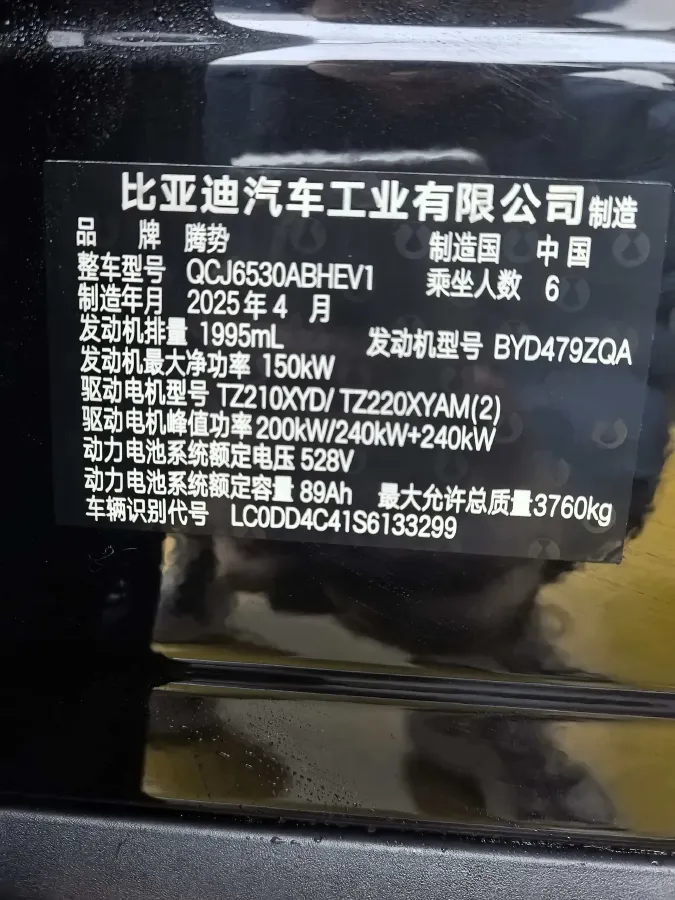 比亚迪汽车工业有限公司制造
品 牌 腾势 制造国 中国
整车型号 QCJ6530ABHEV1 乘坐人数 6
制造年月 2025年4 月
发动机排量 1995mL 发动机型号 BYD479ZQA
发动机最大净功率 150kW
驱动电机型号 TZ210XYD/ TZ220XYAM(2)
驱动电机峰值功率 200kW/240kW+240kW
动力电池系统额定电压 528V
动力电池系统额定容量 89Ah 最大允许总质量3760kg
车辆识别代号 LC0DD4C41S6133299